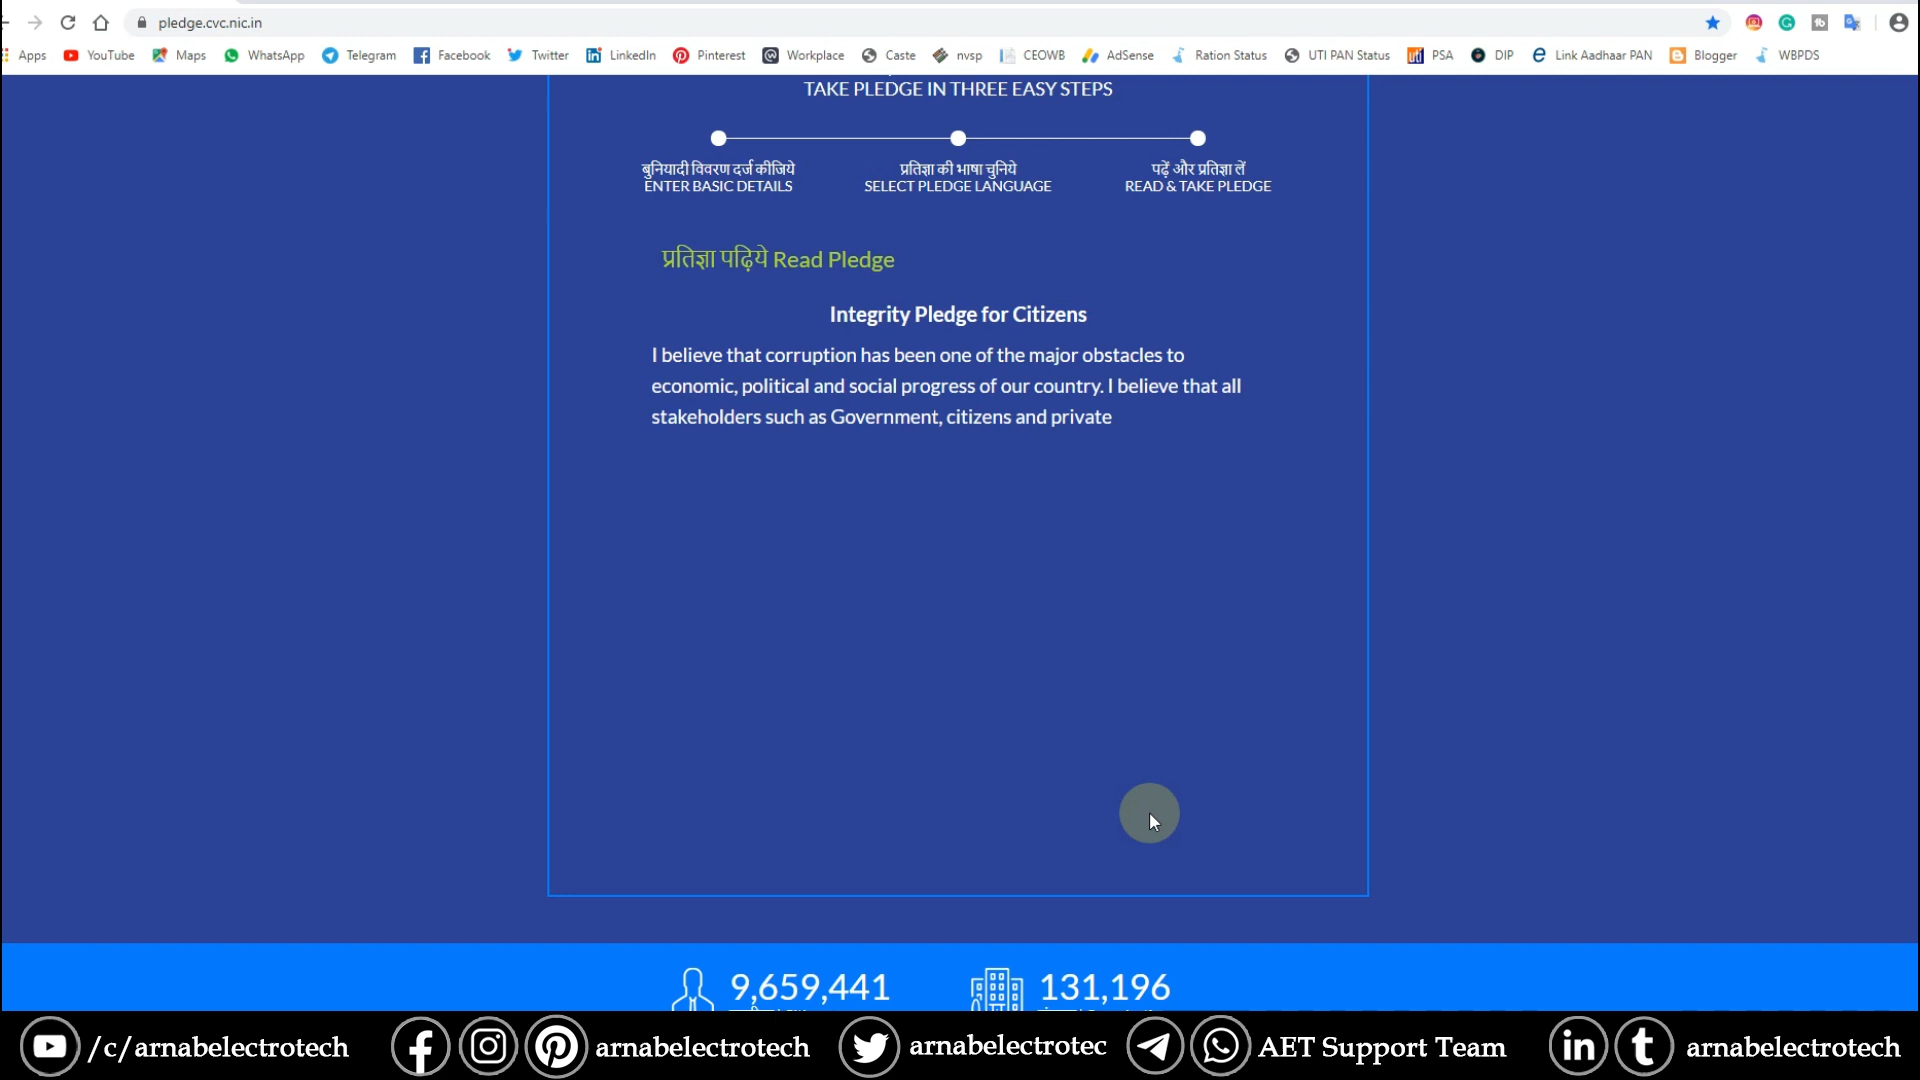 pledge.cvc.nic.in
Apps YouTube Maps WhatsApp Telegram Facebook Twitter LinkedIn Pinterest Workplace Caste nvsp CEOWB AdSense Ration Status UTI PAN Status PSA DIP Link Aadhaar PAN Blogger WBPDS
TAKE PLEDGE IN THREE EASY STEPS
बुनियादी विवरण दर्ज कीजिये
ENTER BASIC DETAILS
प्रतिज्ञा की भाषा चुनिये
SELECT PLEDGE LANGUAGE
पढ़ें और प्रतिज्ञा लें
READ & TAKE PLEDGE
प्रतिज्ञा पढ़िये Read Pledge
Integrity Pledge for Citizens
I believe that corruption has been one of the major obstacles to
economic, political and social progress of our country. I believe that all
stakeholders such as Government, citizens and private
9,659,441 131,196
/c/arnabelectrotech arnabelectrotech arnabelectrotec AET Support Team arnabelectrotech